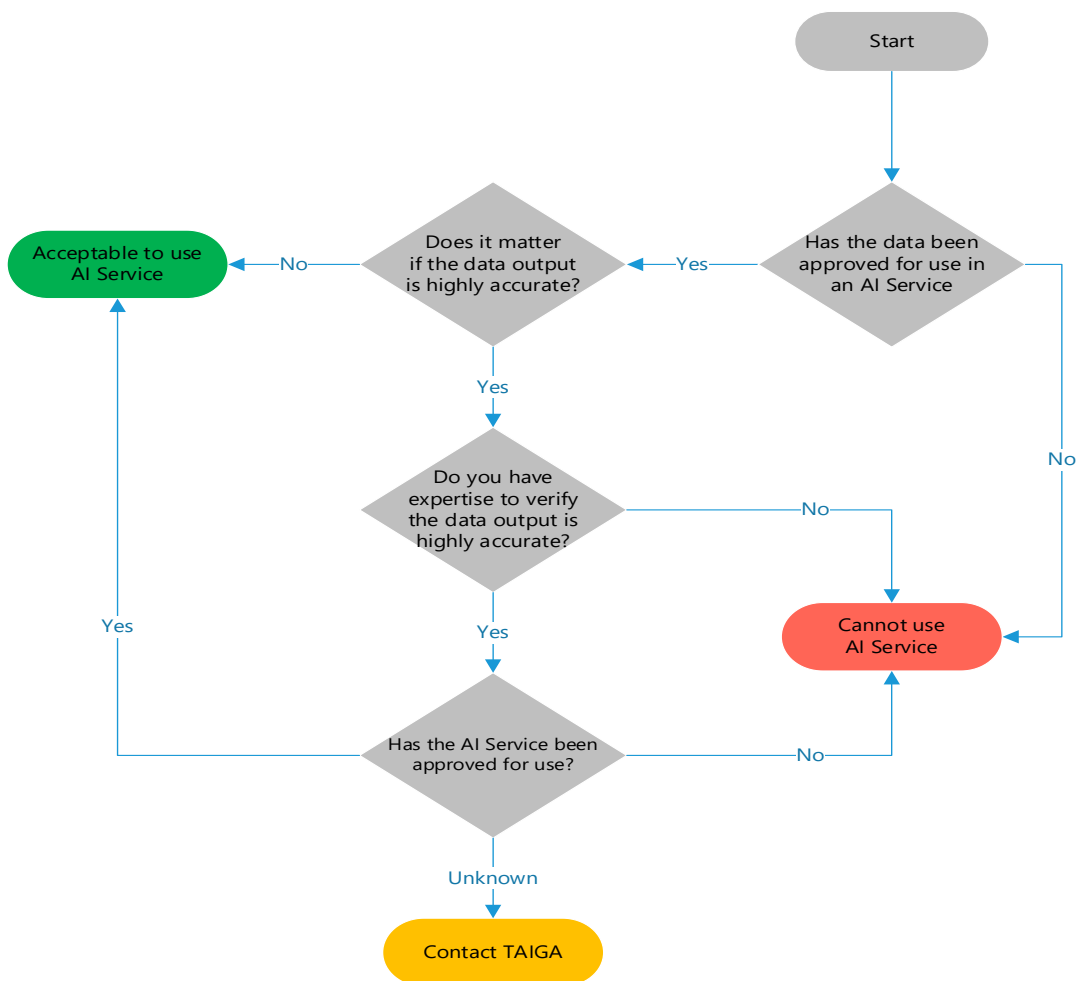 Start
Has the data been
approved for use in
an AI Service
Yes
No
Does it matter
if the data output
is highly accurate?
No
Acceptable to use
AI Service
Yes
Do you have
expertise to verify
the data output is
highly accurate?
No
Yes
Cannot use
AI Service
Has the AI Service been
approved for use?
Yes
No
Unknown
Contact TAIGA